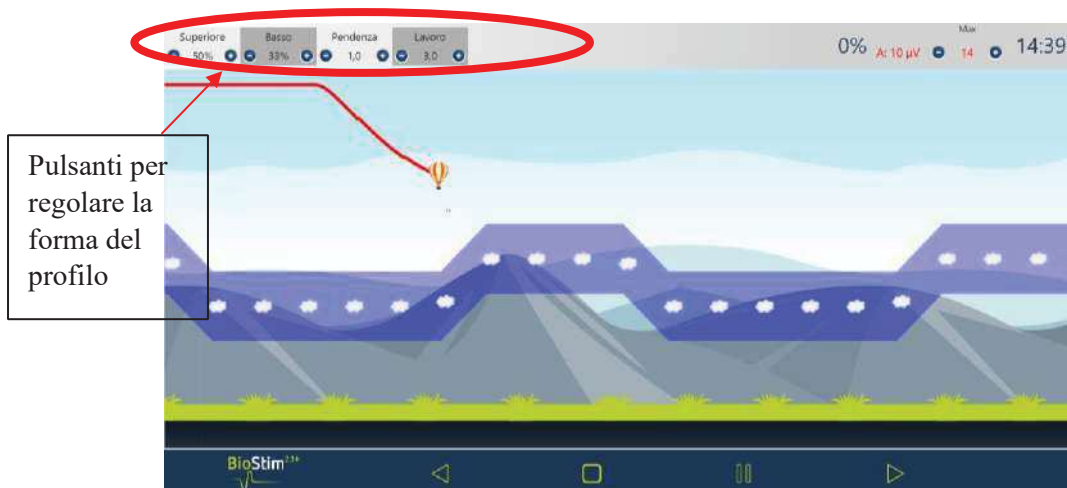 Superiore Basso Pendenza Lavoro
50% 33% 1,0 3,0
Max
0% A: 10 µV 14 14:39
Pulsanti per
regolare la
forma del
profilo
BioStim